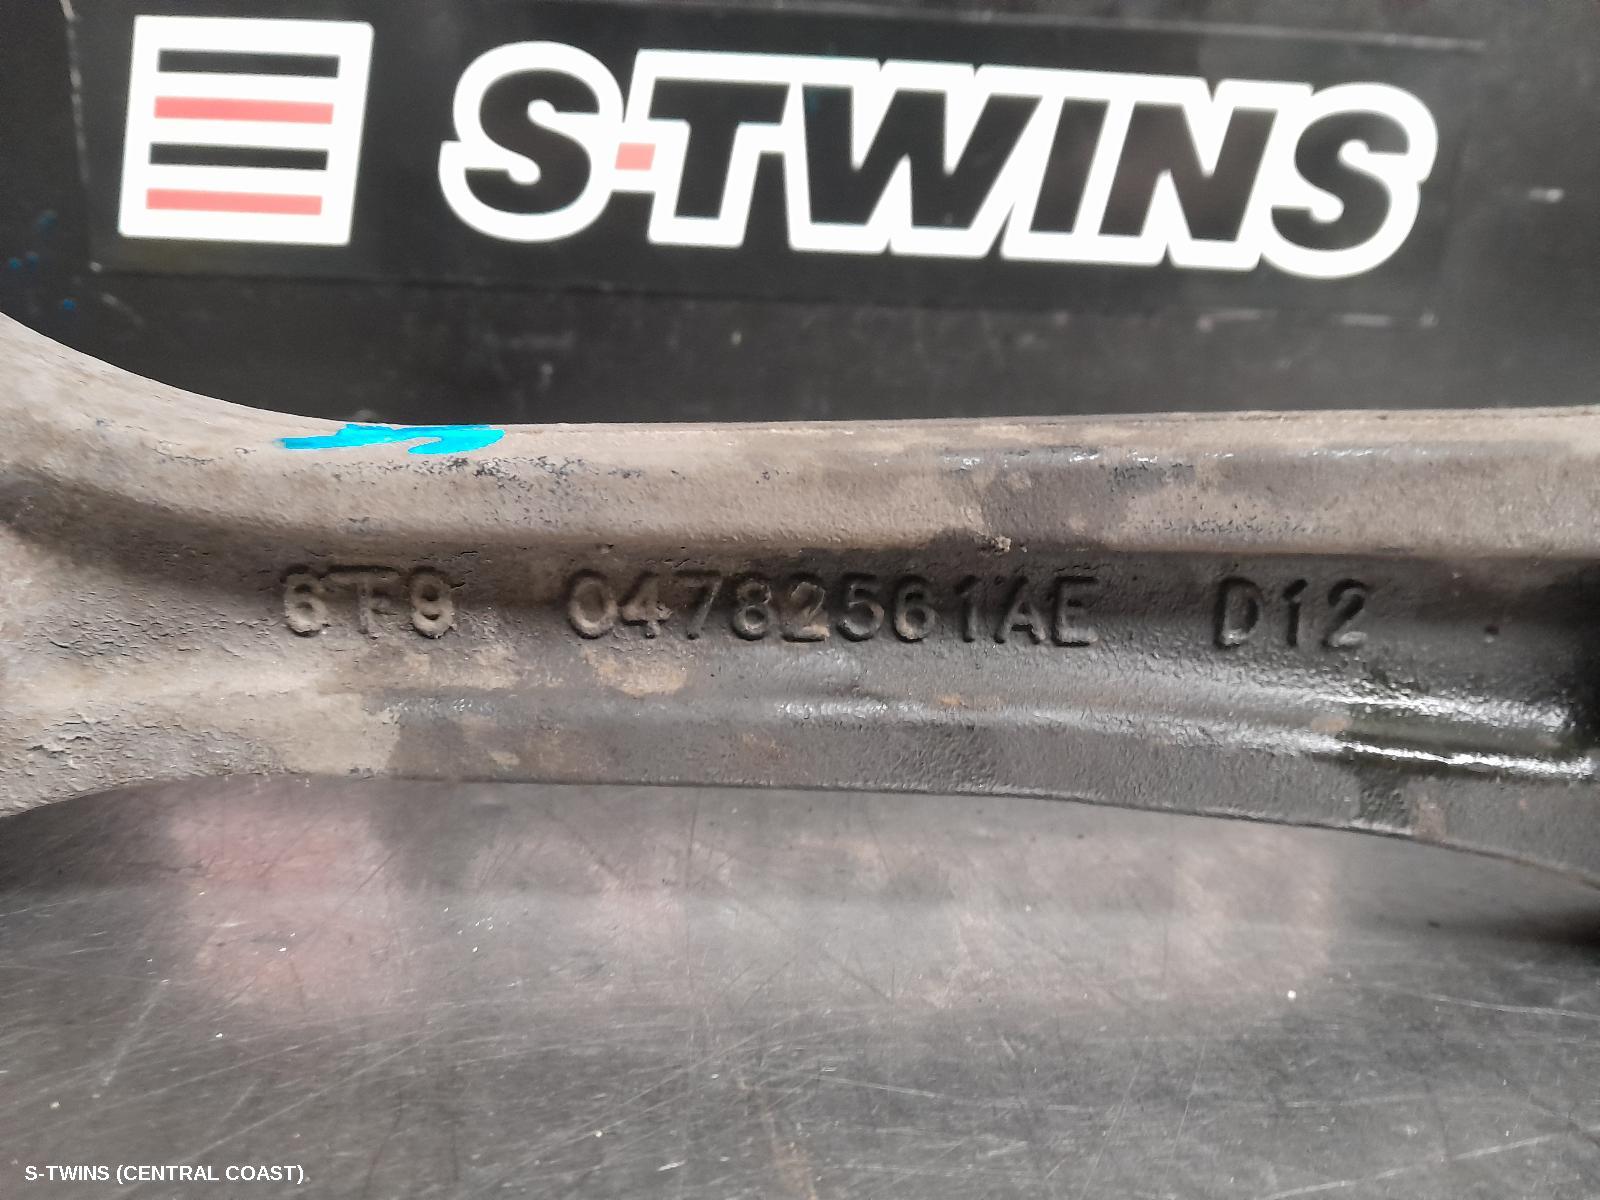 S-TWINS
6T9 04782561AE D12
S-TWINS (CENTRAL COAST)